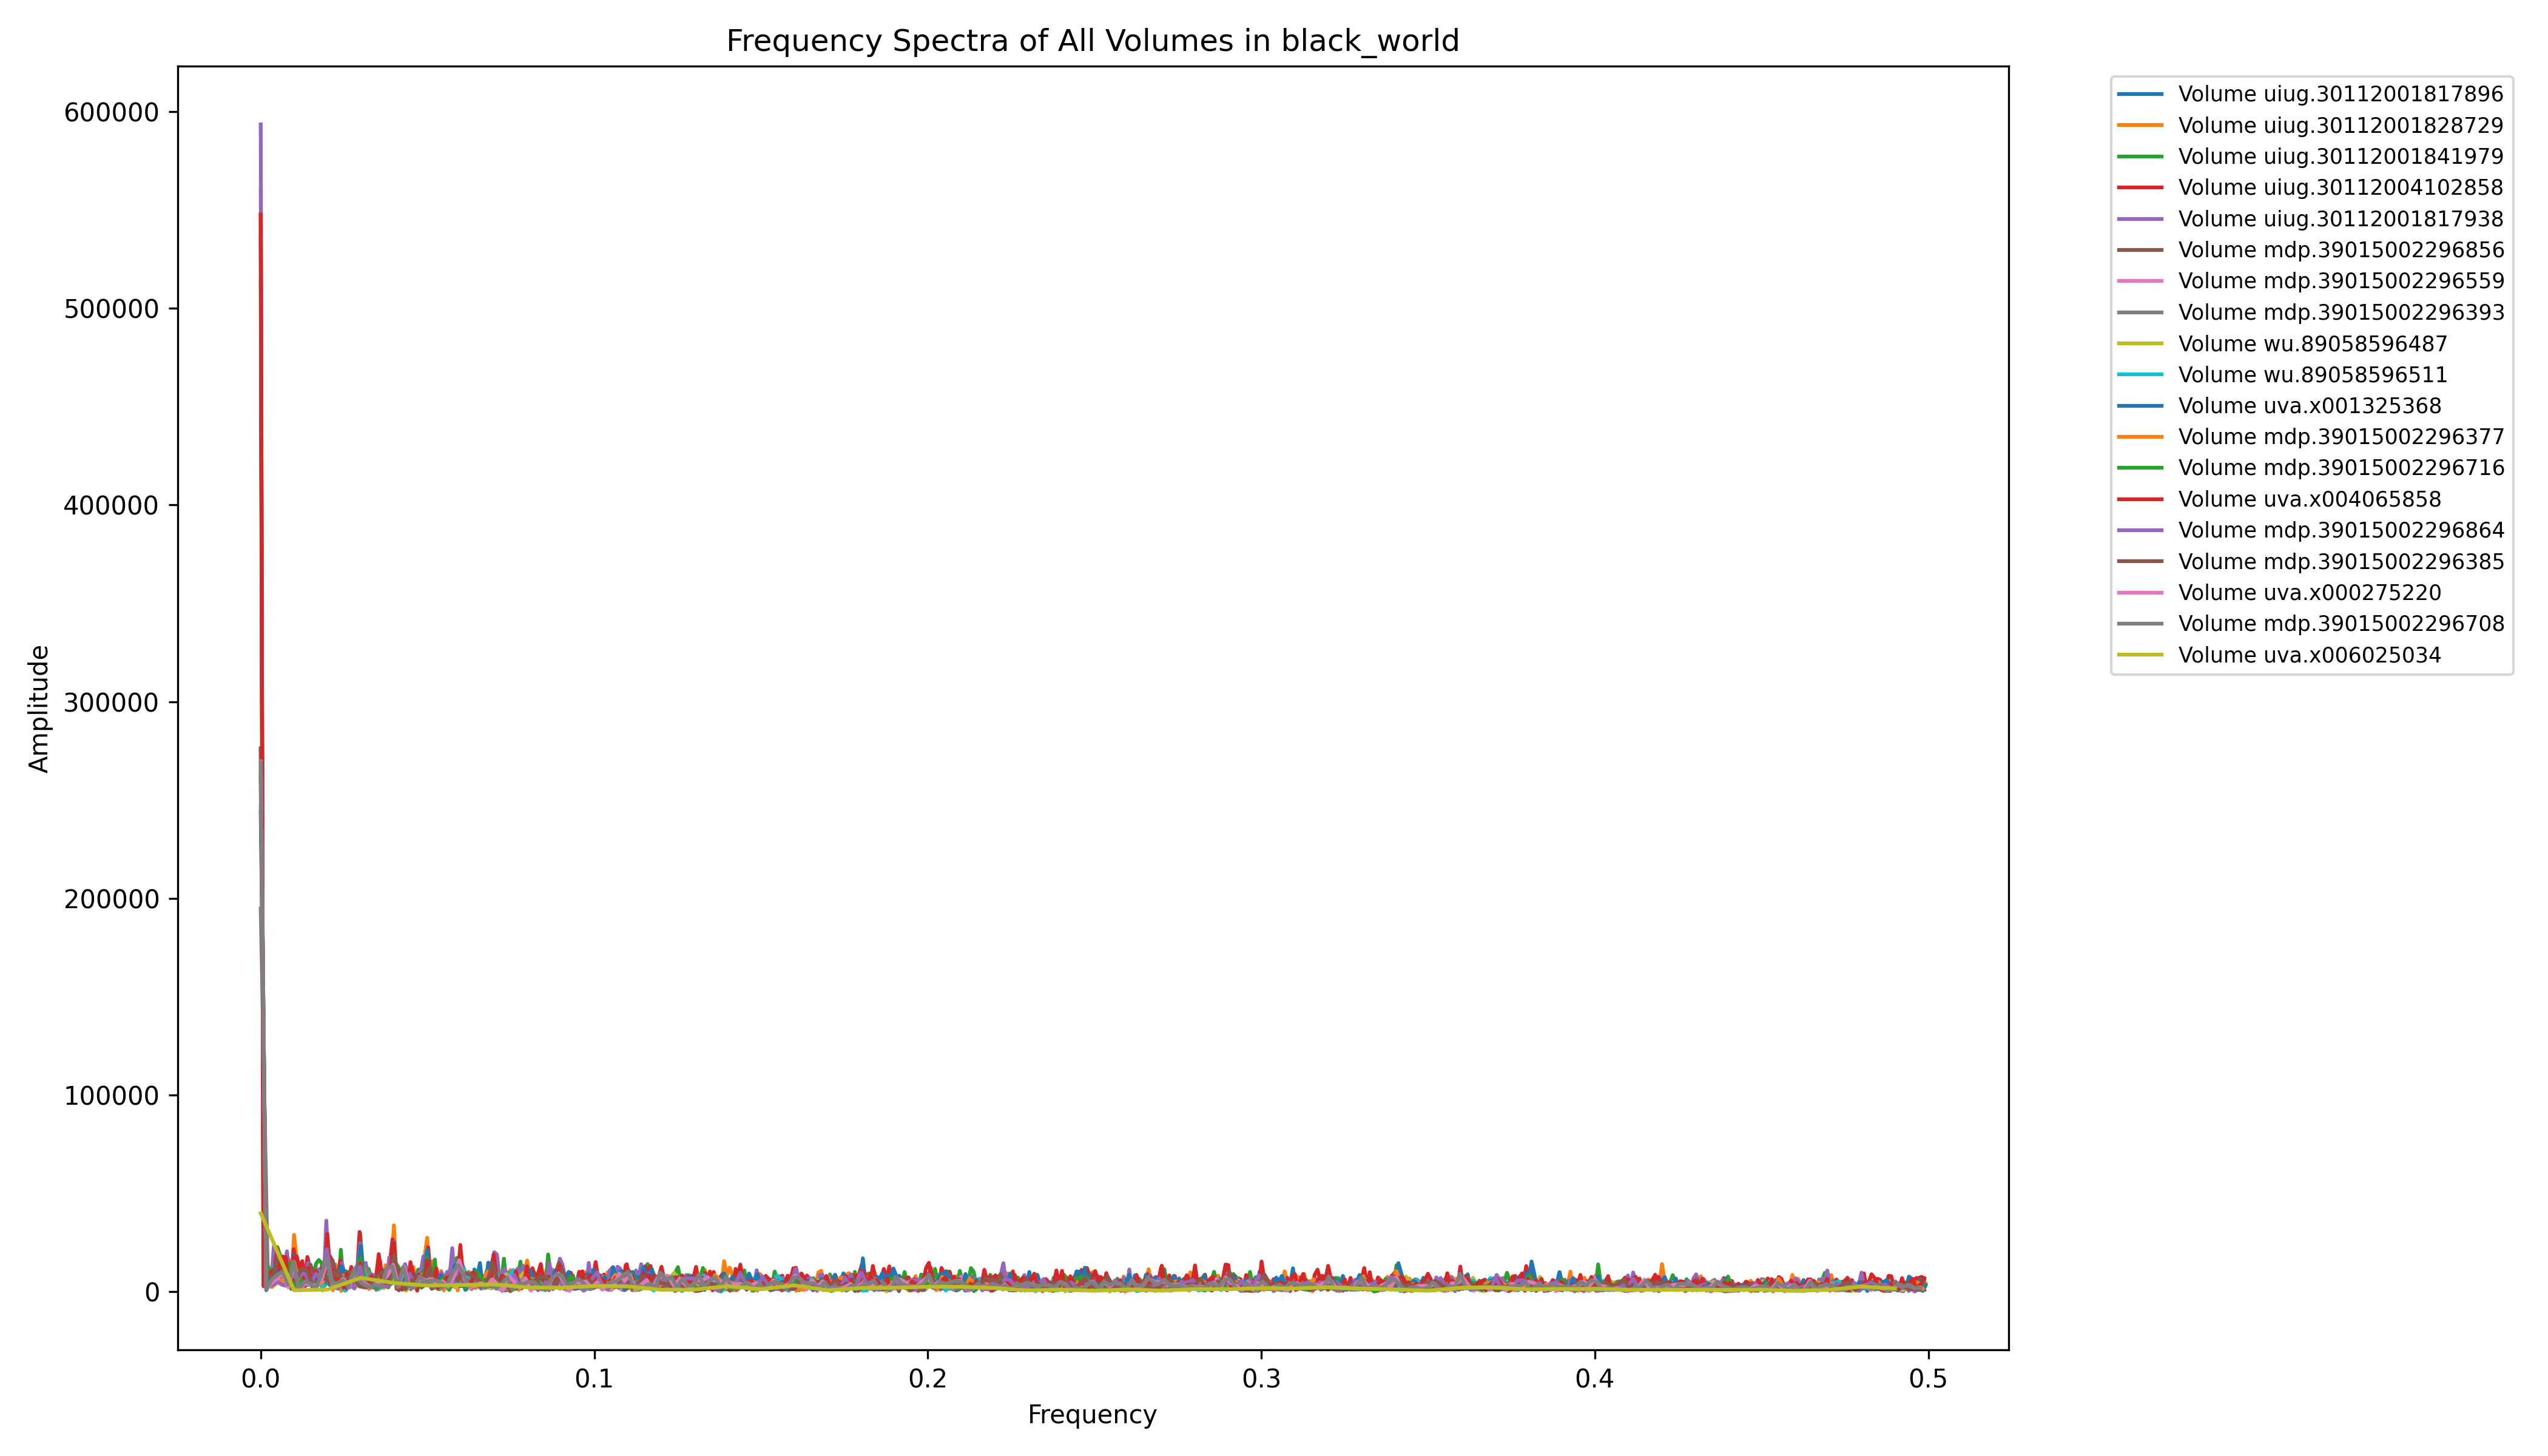 Frequency Spectra of All Volumes in black_world
600000
500000
400000
300000
200000
100000
0
Amplitude
0.0 0.1 0.2 0.3 0.4 0.5
Frequency
Volume uiug.30112001817896
Volume uiug.30112001828729
Volume uiug.30112001841979
Volume uiug.30112004102858
Volume uiug.30112001817938
Volume mdp.39015002296856
Volume mdp.39015002296559
Volume mdp.39015002296393
Volume wu.89058596487
Volume wu.89058596511
Volume uva.x001325368
Volume mdp.39015002296377
Volume mdp.39015002296716
Volume uva.x004065858
Volume mdp.39015002296864
Volume mdp.39015002296385
Volume uva.x000275220
Volume mdp.39015002296708
Volume uva.x006025034